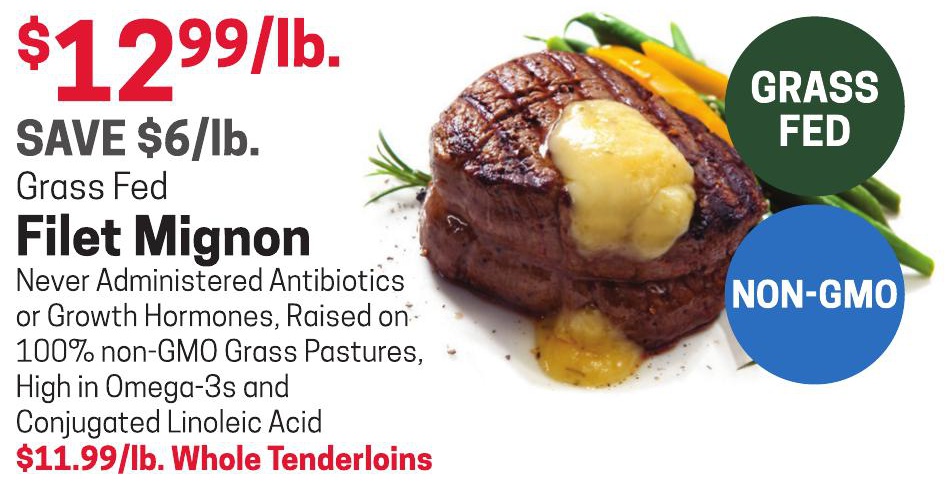 $12 99/lb.
SAVE $6/lb.
Grass Fed
Filet Mignon
Never Administered Antibiotics
or Growth Hormones, Raised on
100% non-GMO Grass Pastures,
High in Omega-3s and
Conjugated Linoleic Acid
$11.99/lb. Whole Tenderloins
GRASS
FED
NON-GMO